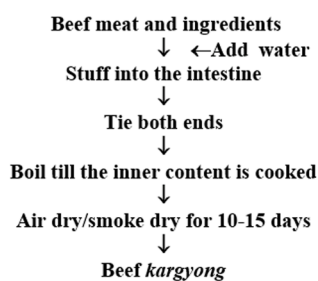 Beef meat and ingredients
↓ ←Add water
Stuff into the intestine
↓
Tie both ends
↓
Boil till the inner content is cooked
↓
Air dry/smoke dry for 10-15 days
↓
Beef kargyong